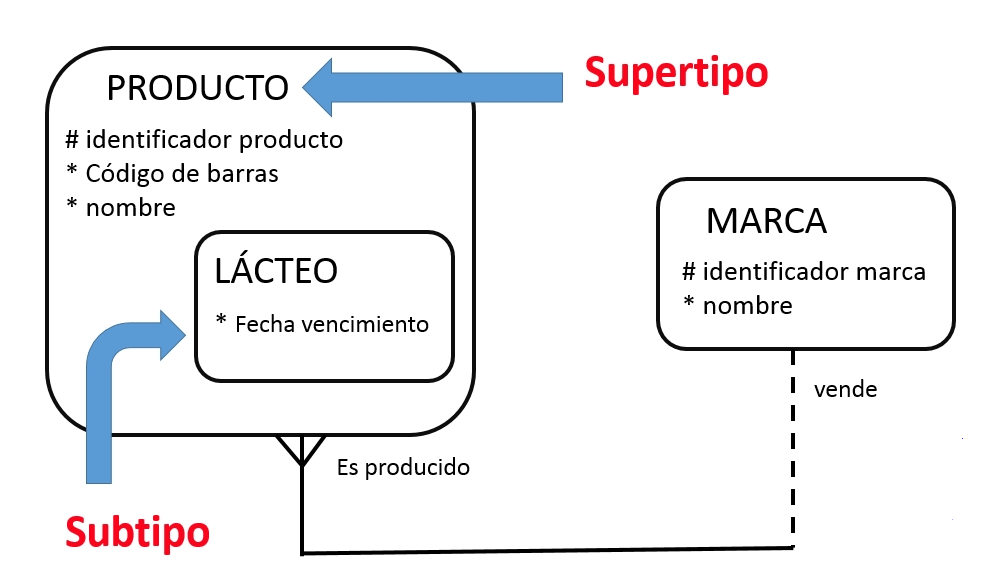 PRODUCTO
Supertipo
# identificador producto
* Código de barras
* nombre
LÁCTEO
* Fecha vencimiento
MARCA
# identificador marca
* nombre
vende
Es producido
Subtipo